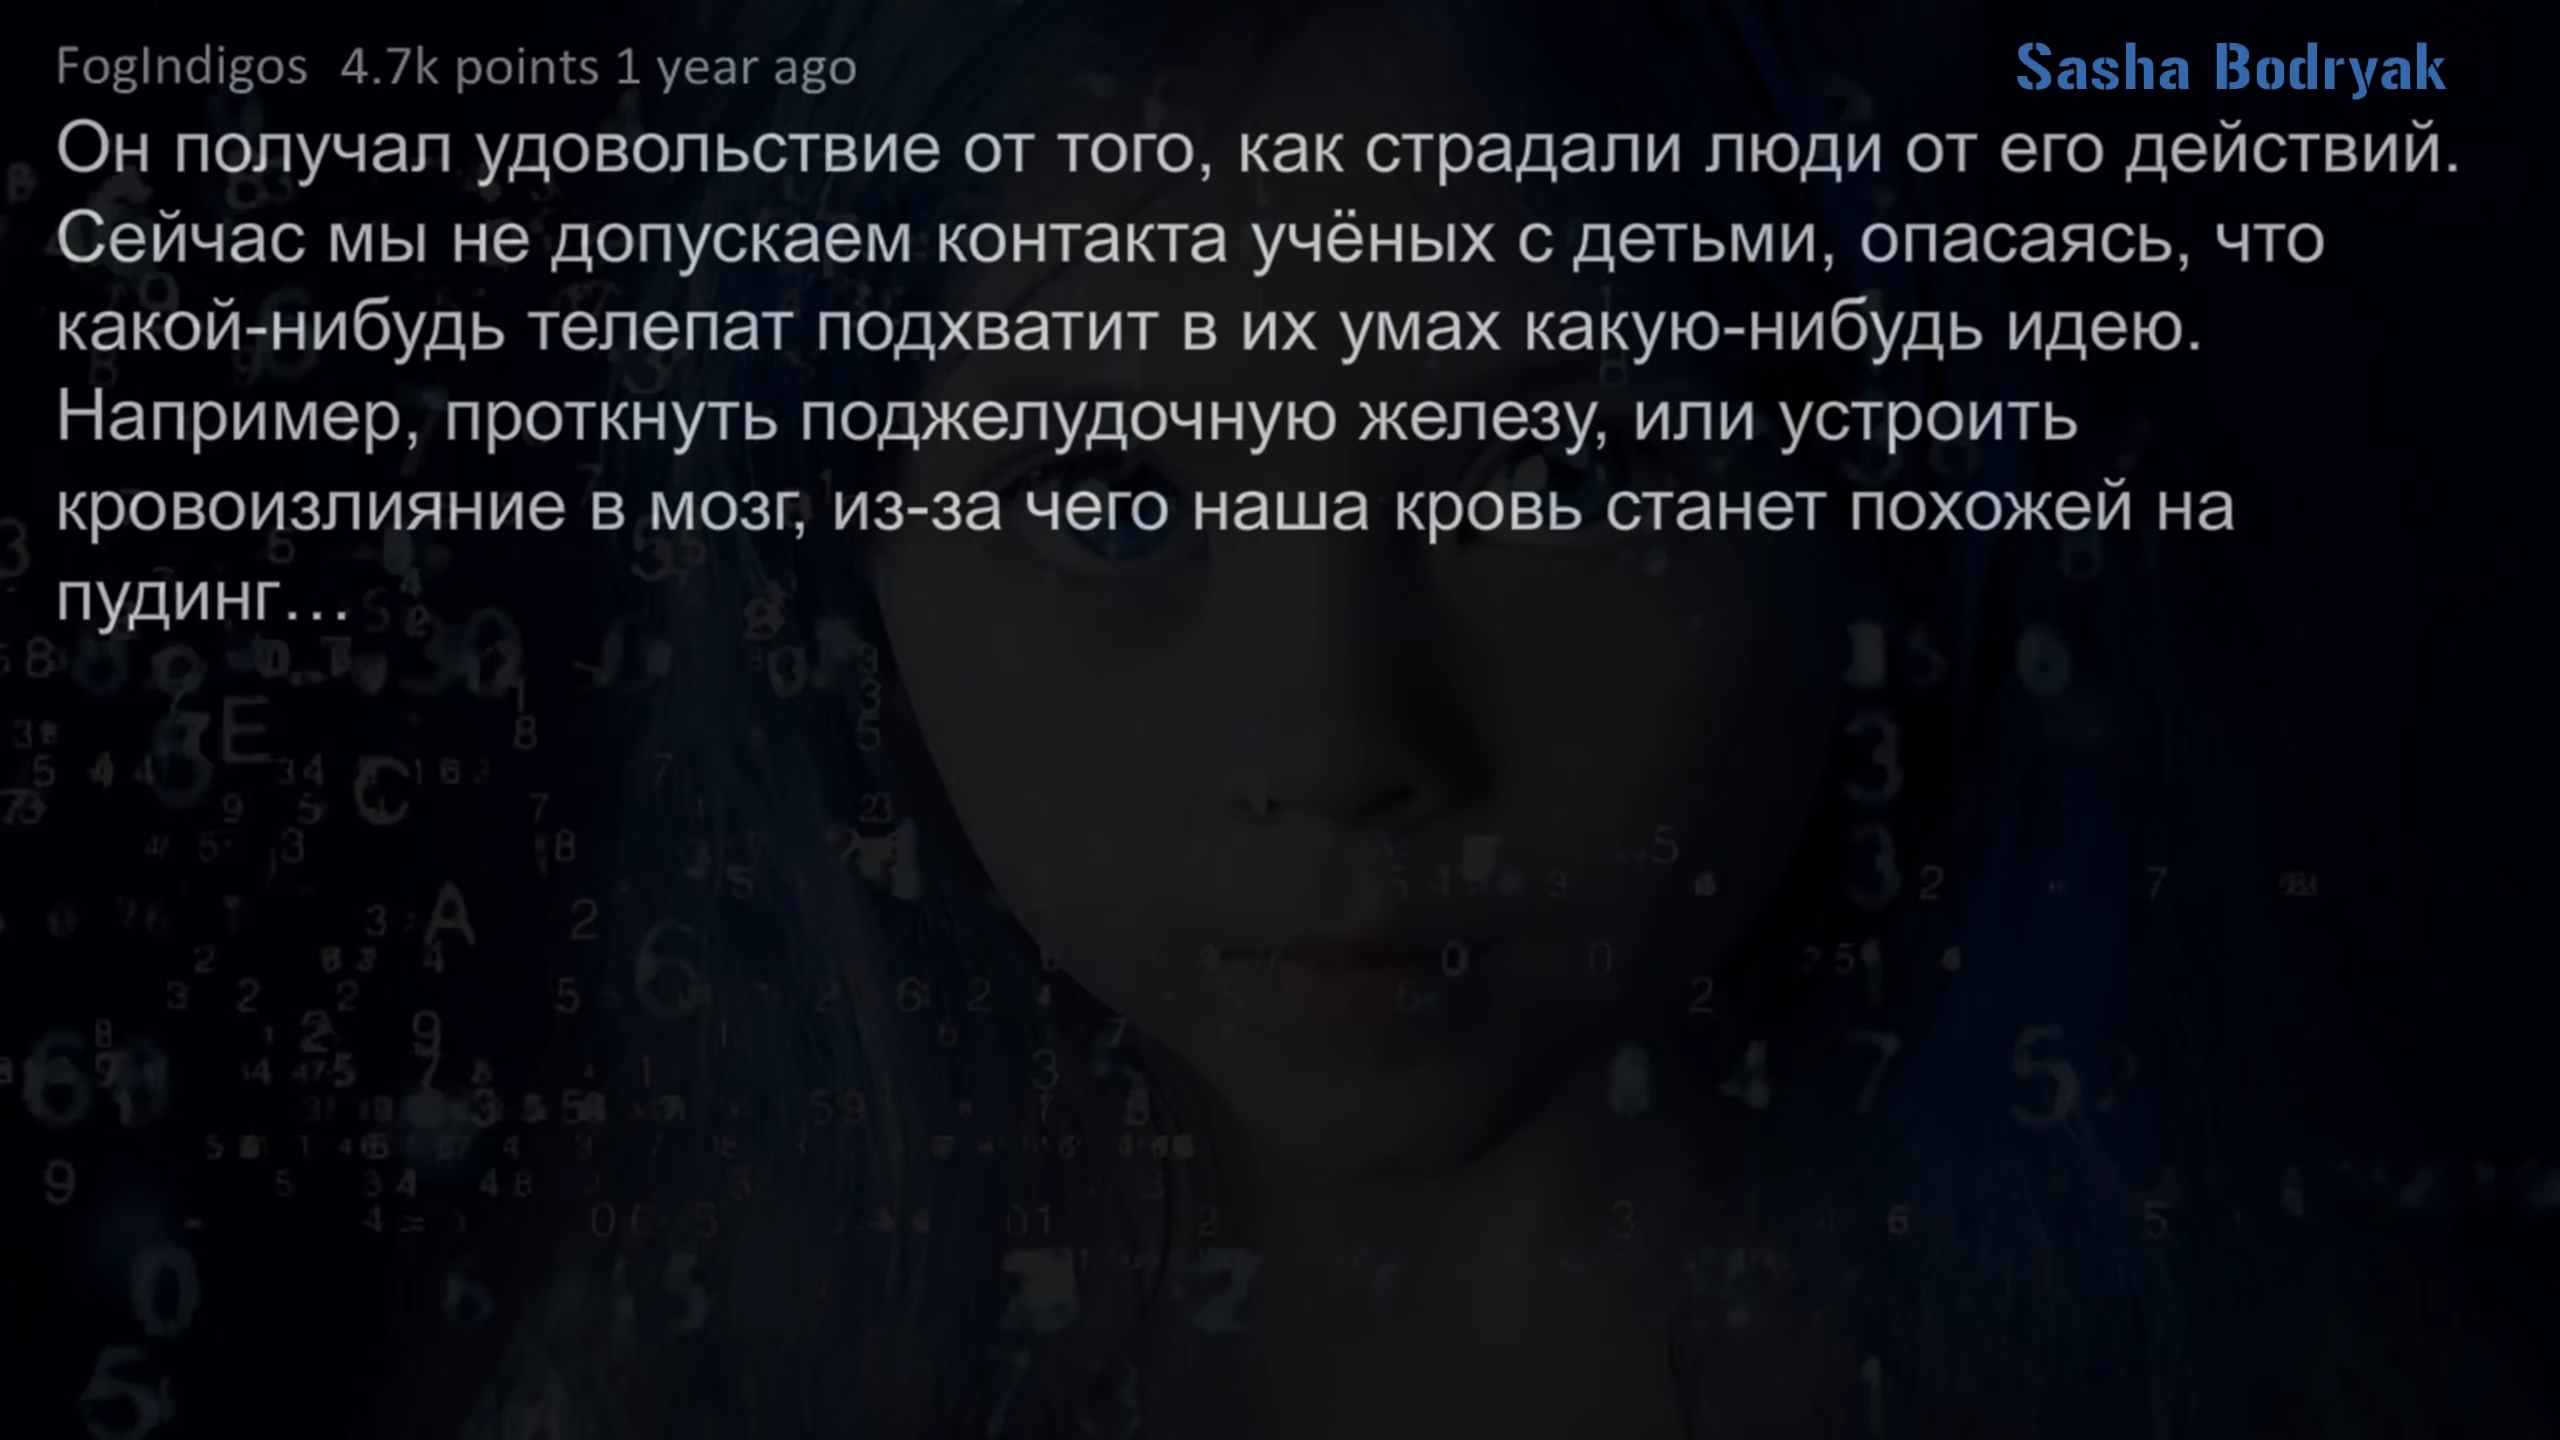 FogIndigos 4.7k points 1 year ago
Sasha Bodryak
Он получал удовольствие от того, как страдали люди от его действий.
Сейчас мы не допускаем контакта учёных с детьми, опасаясь, что
какой-нибудь телепат подхватит в их умах какую-нибудь идею.
Например, проткнуть поджелудочную железу, или устроить
кровоизлияние в мозг, из-за чего наша кровь станет похожей на
пудинг…